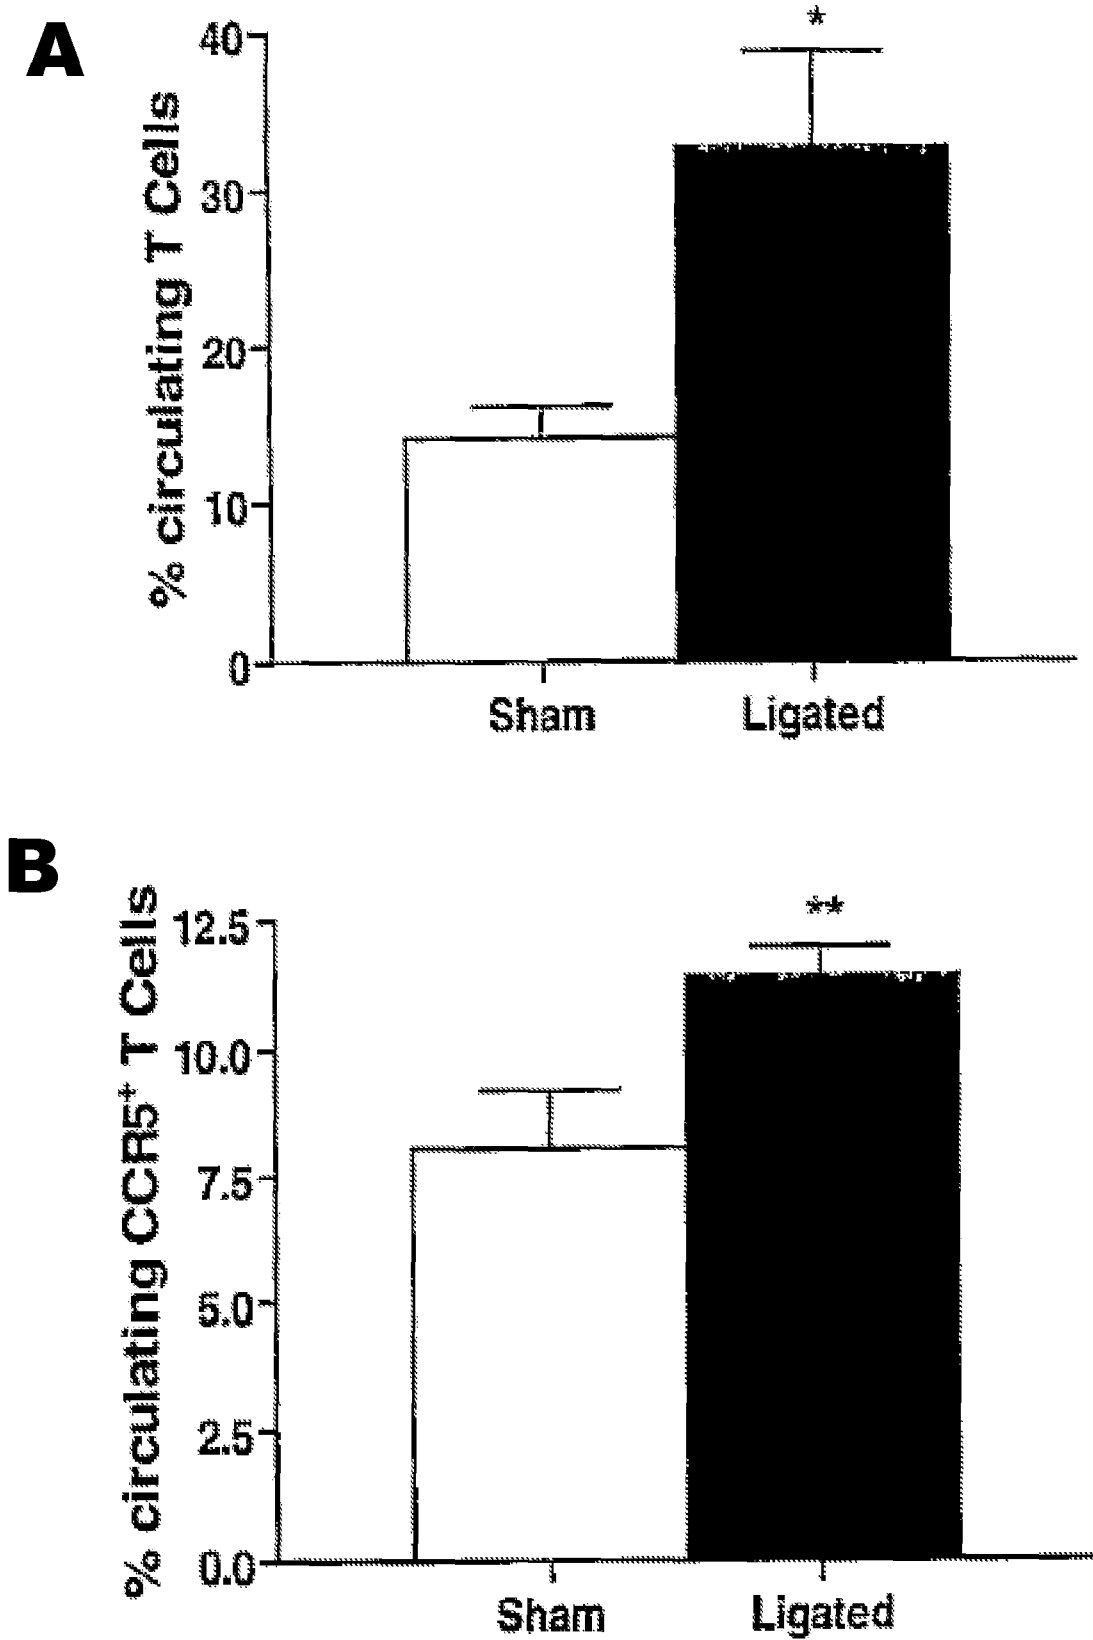 A
% circulating T Cells
40
30
20
10
0
*
Sham Ligated
B
% circulating CCR5+ T Cells
12.5
10.0
7.5
5.0
2.5
0.0
**
Sham Ligated